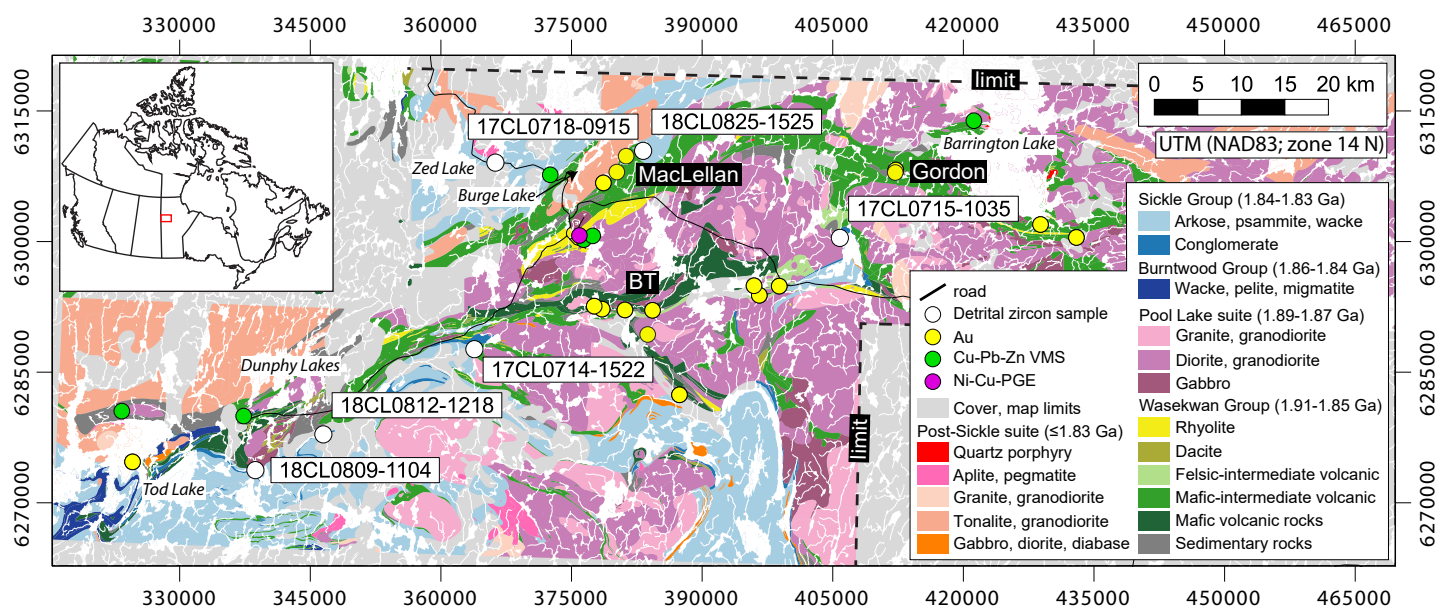 330000 345000 360000 375000 390000 405000 420000 435000 450000 465000
6315000
6300000
6285000
6270000
6315000
6300000
6285000
6270000
limit
0 5 10 15 20 km
UTM (NAD83; zone 14 N)
17CL0718-0915
18CL0825-1525
Zed Lake
Burge Lake
MacLellan
Barrington Lake
Gordon
17CL0715-1035
BT
Dunphy Lakes
17CL0714-1522
18CL0812-1218
18CL0809-1104
Tod Lake
limit
road
Detrital zircon sample
Au
Cu-Pb-Zn VMS
Ni-Cu-PGE
Cover, map limits
Post-Sickle suite (≤1.83 Ga)
Quartz porphyry
Aplite, pegmatite
Granite, granodiorite
Tonalite, granodiorite
Gabbro, diorite, diabase
Sickle Group (1.84-1.83 Ga)
Arkose, psammite, wacke
Conglomerate
Burntwood Group (1.86-1.84 Ga)
Wacke, pelite, migmatite
Pool Lake suite (1.89-1.87 Ga)
Granite, granodiorite
Diorite, granodiorite
Gabbro
Wasekwan Group (1.91-1.85 Ga)
Rhyolite
Dacite
Felsic-intermediate volcanic
Mafic-intermediate volcanic
Mafic volcanic rocks
Sedimentary rocks
330000 345000 360000 375000 390000 405000 420000 435000 450000 465000